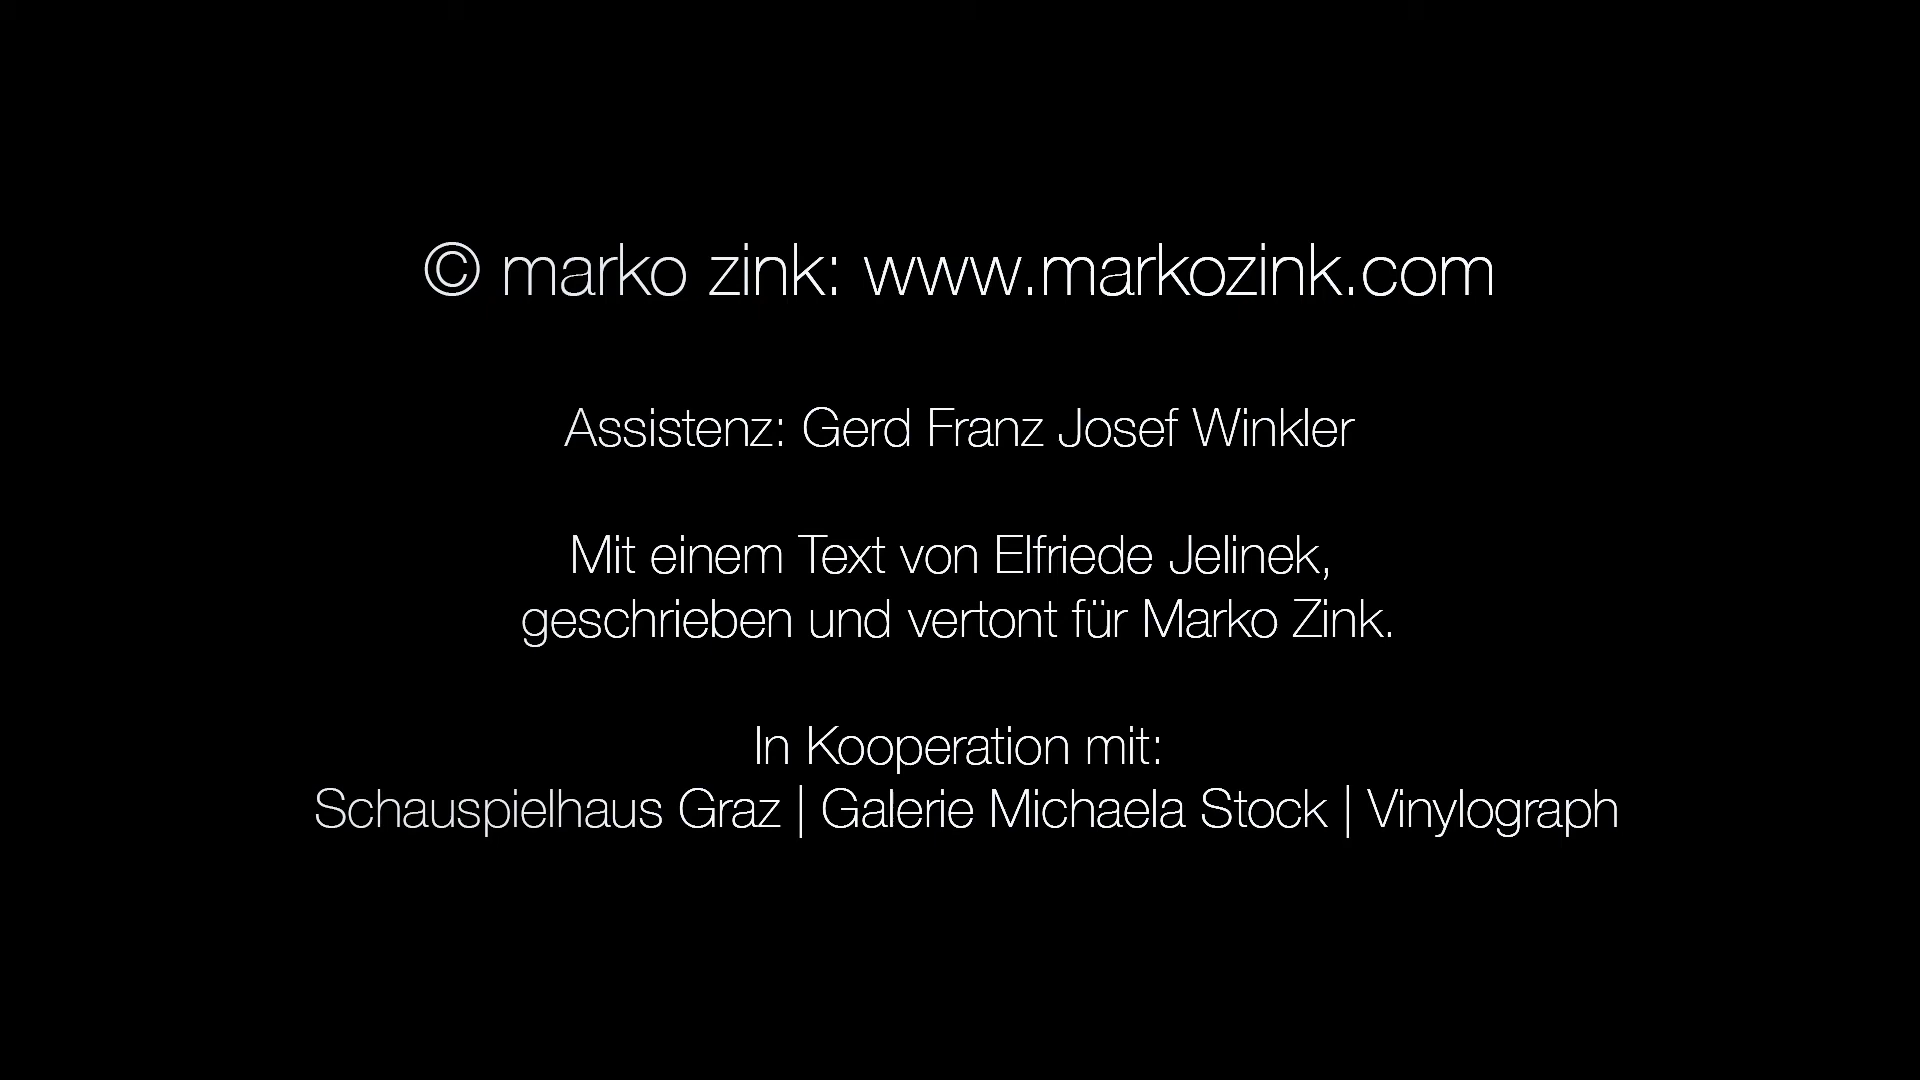 © marko zink: www.markozink.com
Assistenz: Gerd Franz Josef Winkler
Mit einem Text von Elfriede Jelinek,
geschrieben und vertont für Marko Zink.
In Kooperation mit:
Schauspielhaus Graz | Galerie Michaela Stock | Vinylograph